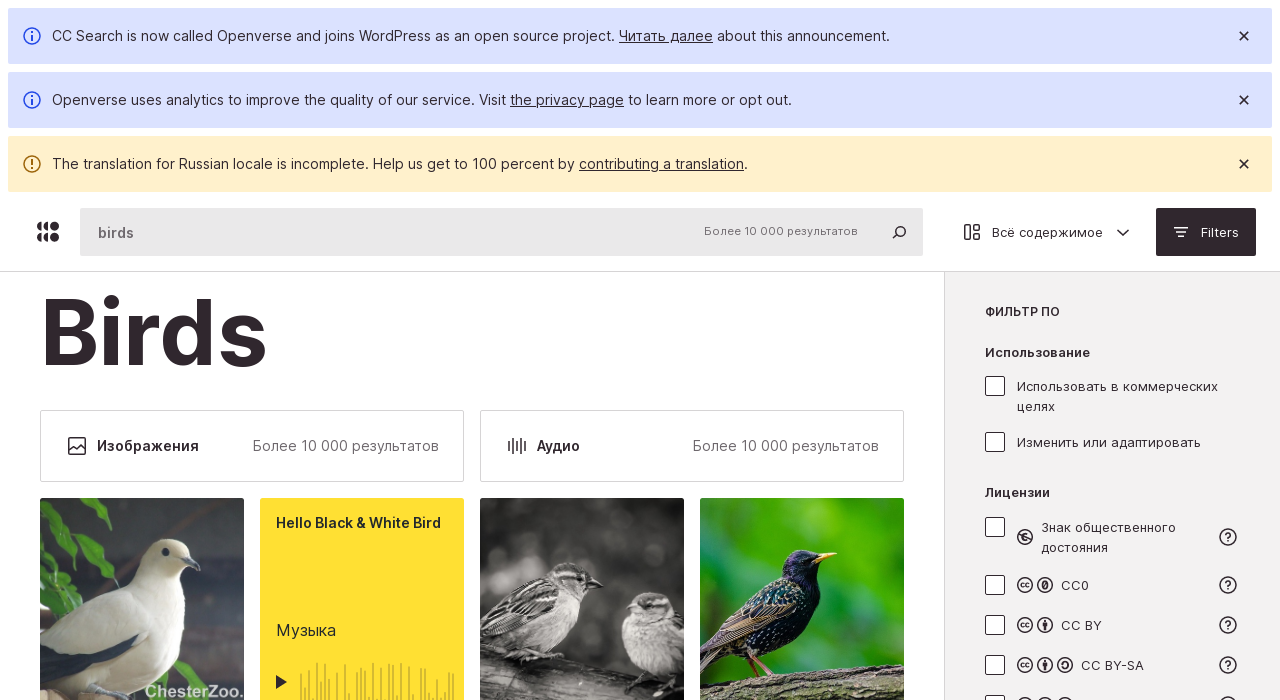 CC Search is now called Openverse and joins WordPress as an open source project. Читать далее about this announcement.
Openverse uses analytics to improve the quality of our service. Visit the privacy page to learn more or opt out.
The translation for Russian locale is incomplete. Help us get to 100 percent by contributing a translation.
birds
Более 10 000 результатов
Всё содержимое
Filters
Birds
Изображения
Более 10 000 результатов
Аудио
Более 10 000 результатов
ChesterZoo.
Hello Black & White Bird
Музыка
ФИЛЬТР ПО
Использование
Использовать в коммерческих
целях
Изменить или адаптировать
Лицензии
Знак общественного
достояния
CC0
CC BY
CC BY-SA